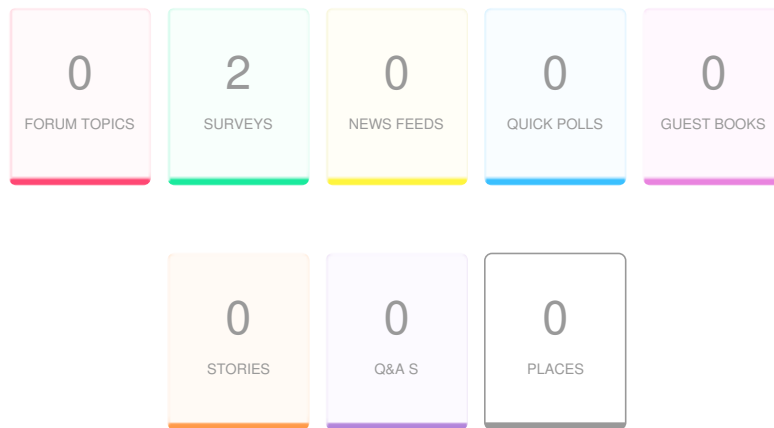 0 2 0 0 0
FORUM TOPICS SURVEYS NEWS FEEDS QUICK POLLS GUEST BOOKS
0 0 0
STORIES Q&A S PLACES